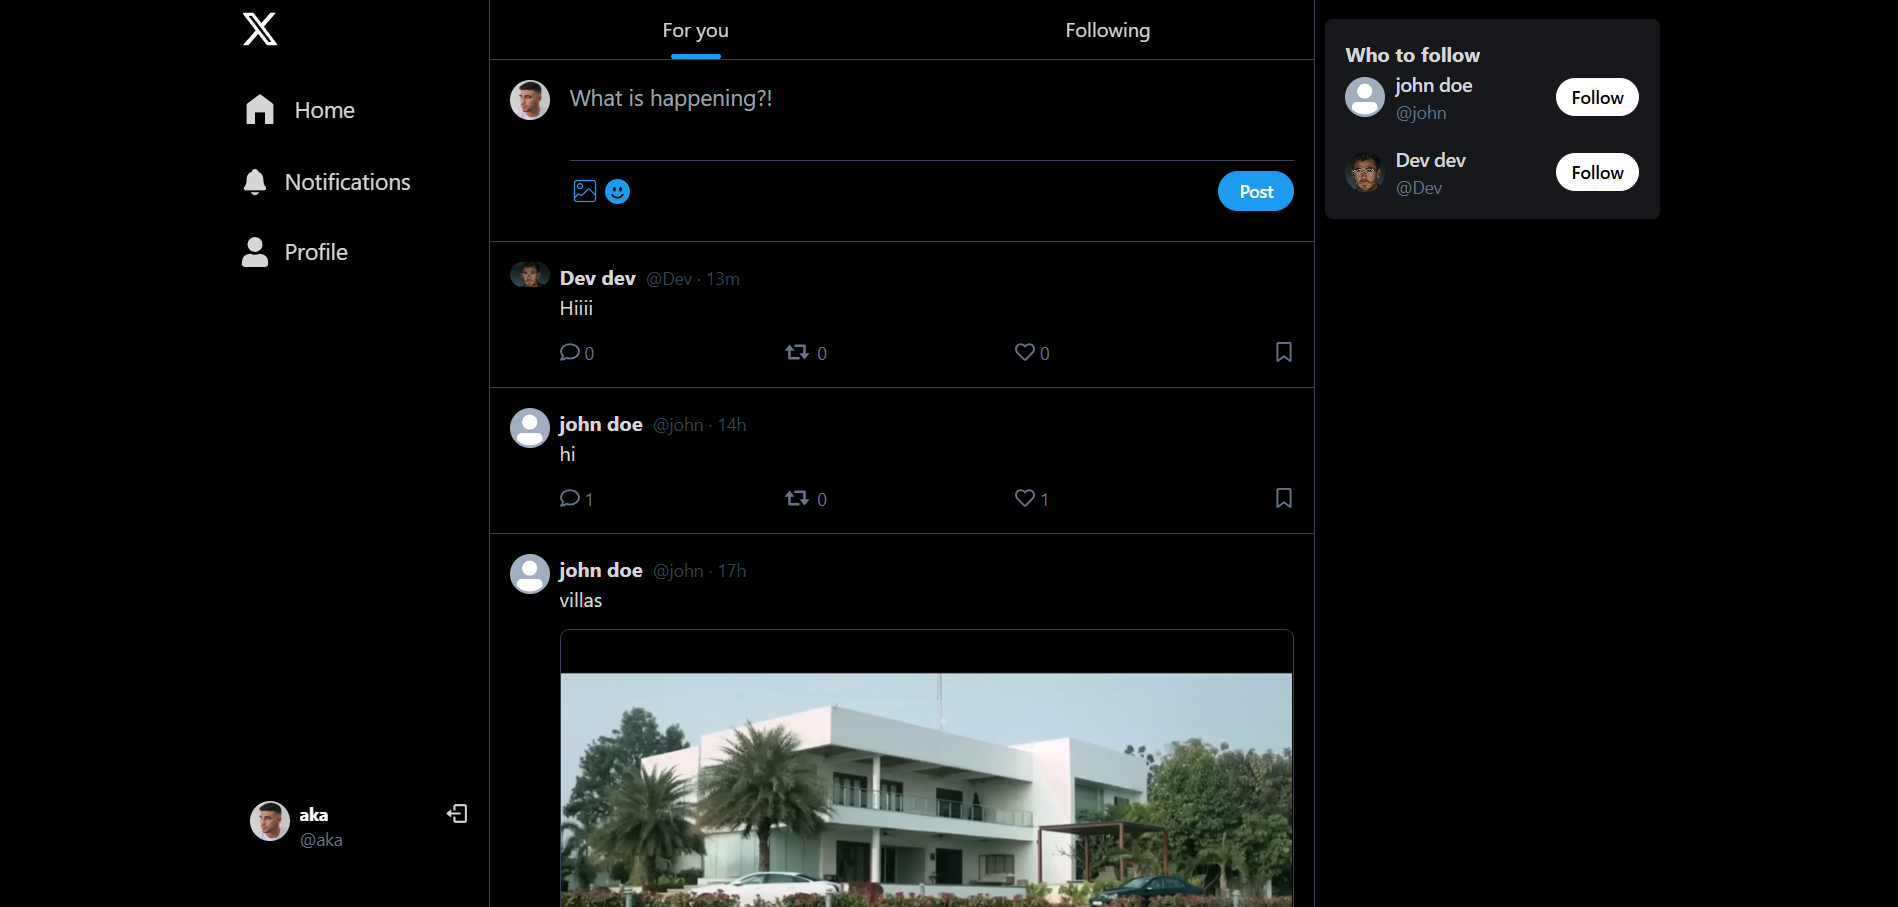 Home
Notifications
Profile
aka
@aka
For you
Following
What is happening?!
Post
Dev dev @Dev · 13m
Hiiii
0 0 0
john doe @john · 14h
hi
1 0 1
john doe @john · 17h
villas
Who to follow
john doe
@john
Follow
Dev dev
@Dev
Follow